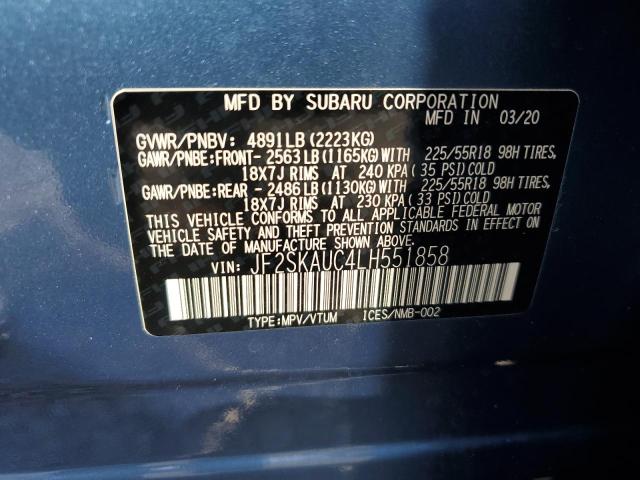 MFD BY SUBARU CORPORATION
MFD IN 03/20
GVWR/PNBV: 4891LB(2223KG)
GAWR/PNBE:FRONT- 2563LB(1165KG)WITH 225/55R18 98H TIRES,
18X7J RIMS AT 240 KPA(35 PSI)COLD
GAWR/PNBE:REAR - 2486LB(1130KG)WITH 225/55R18 98H TIRES,
18X7J RIMS AT 230 KPA(33 PSI)COLD
THIS VEHICLE CONFORMS TO ALL APPLICABLE FEDERAL MOTOR
VEHICLE SAFETY AND THEFT PREVENTION STANDARDS IN EFFECT
ON THE DATE OF MANUFACTURE SHOWN ABOVE.
VIN: JF2SKAUC4LH551858
TYPE:MPV/VTUM ICES/NMB-002